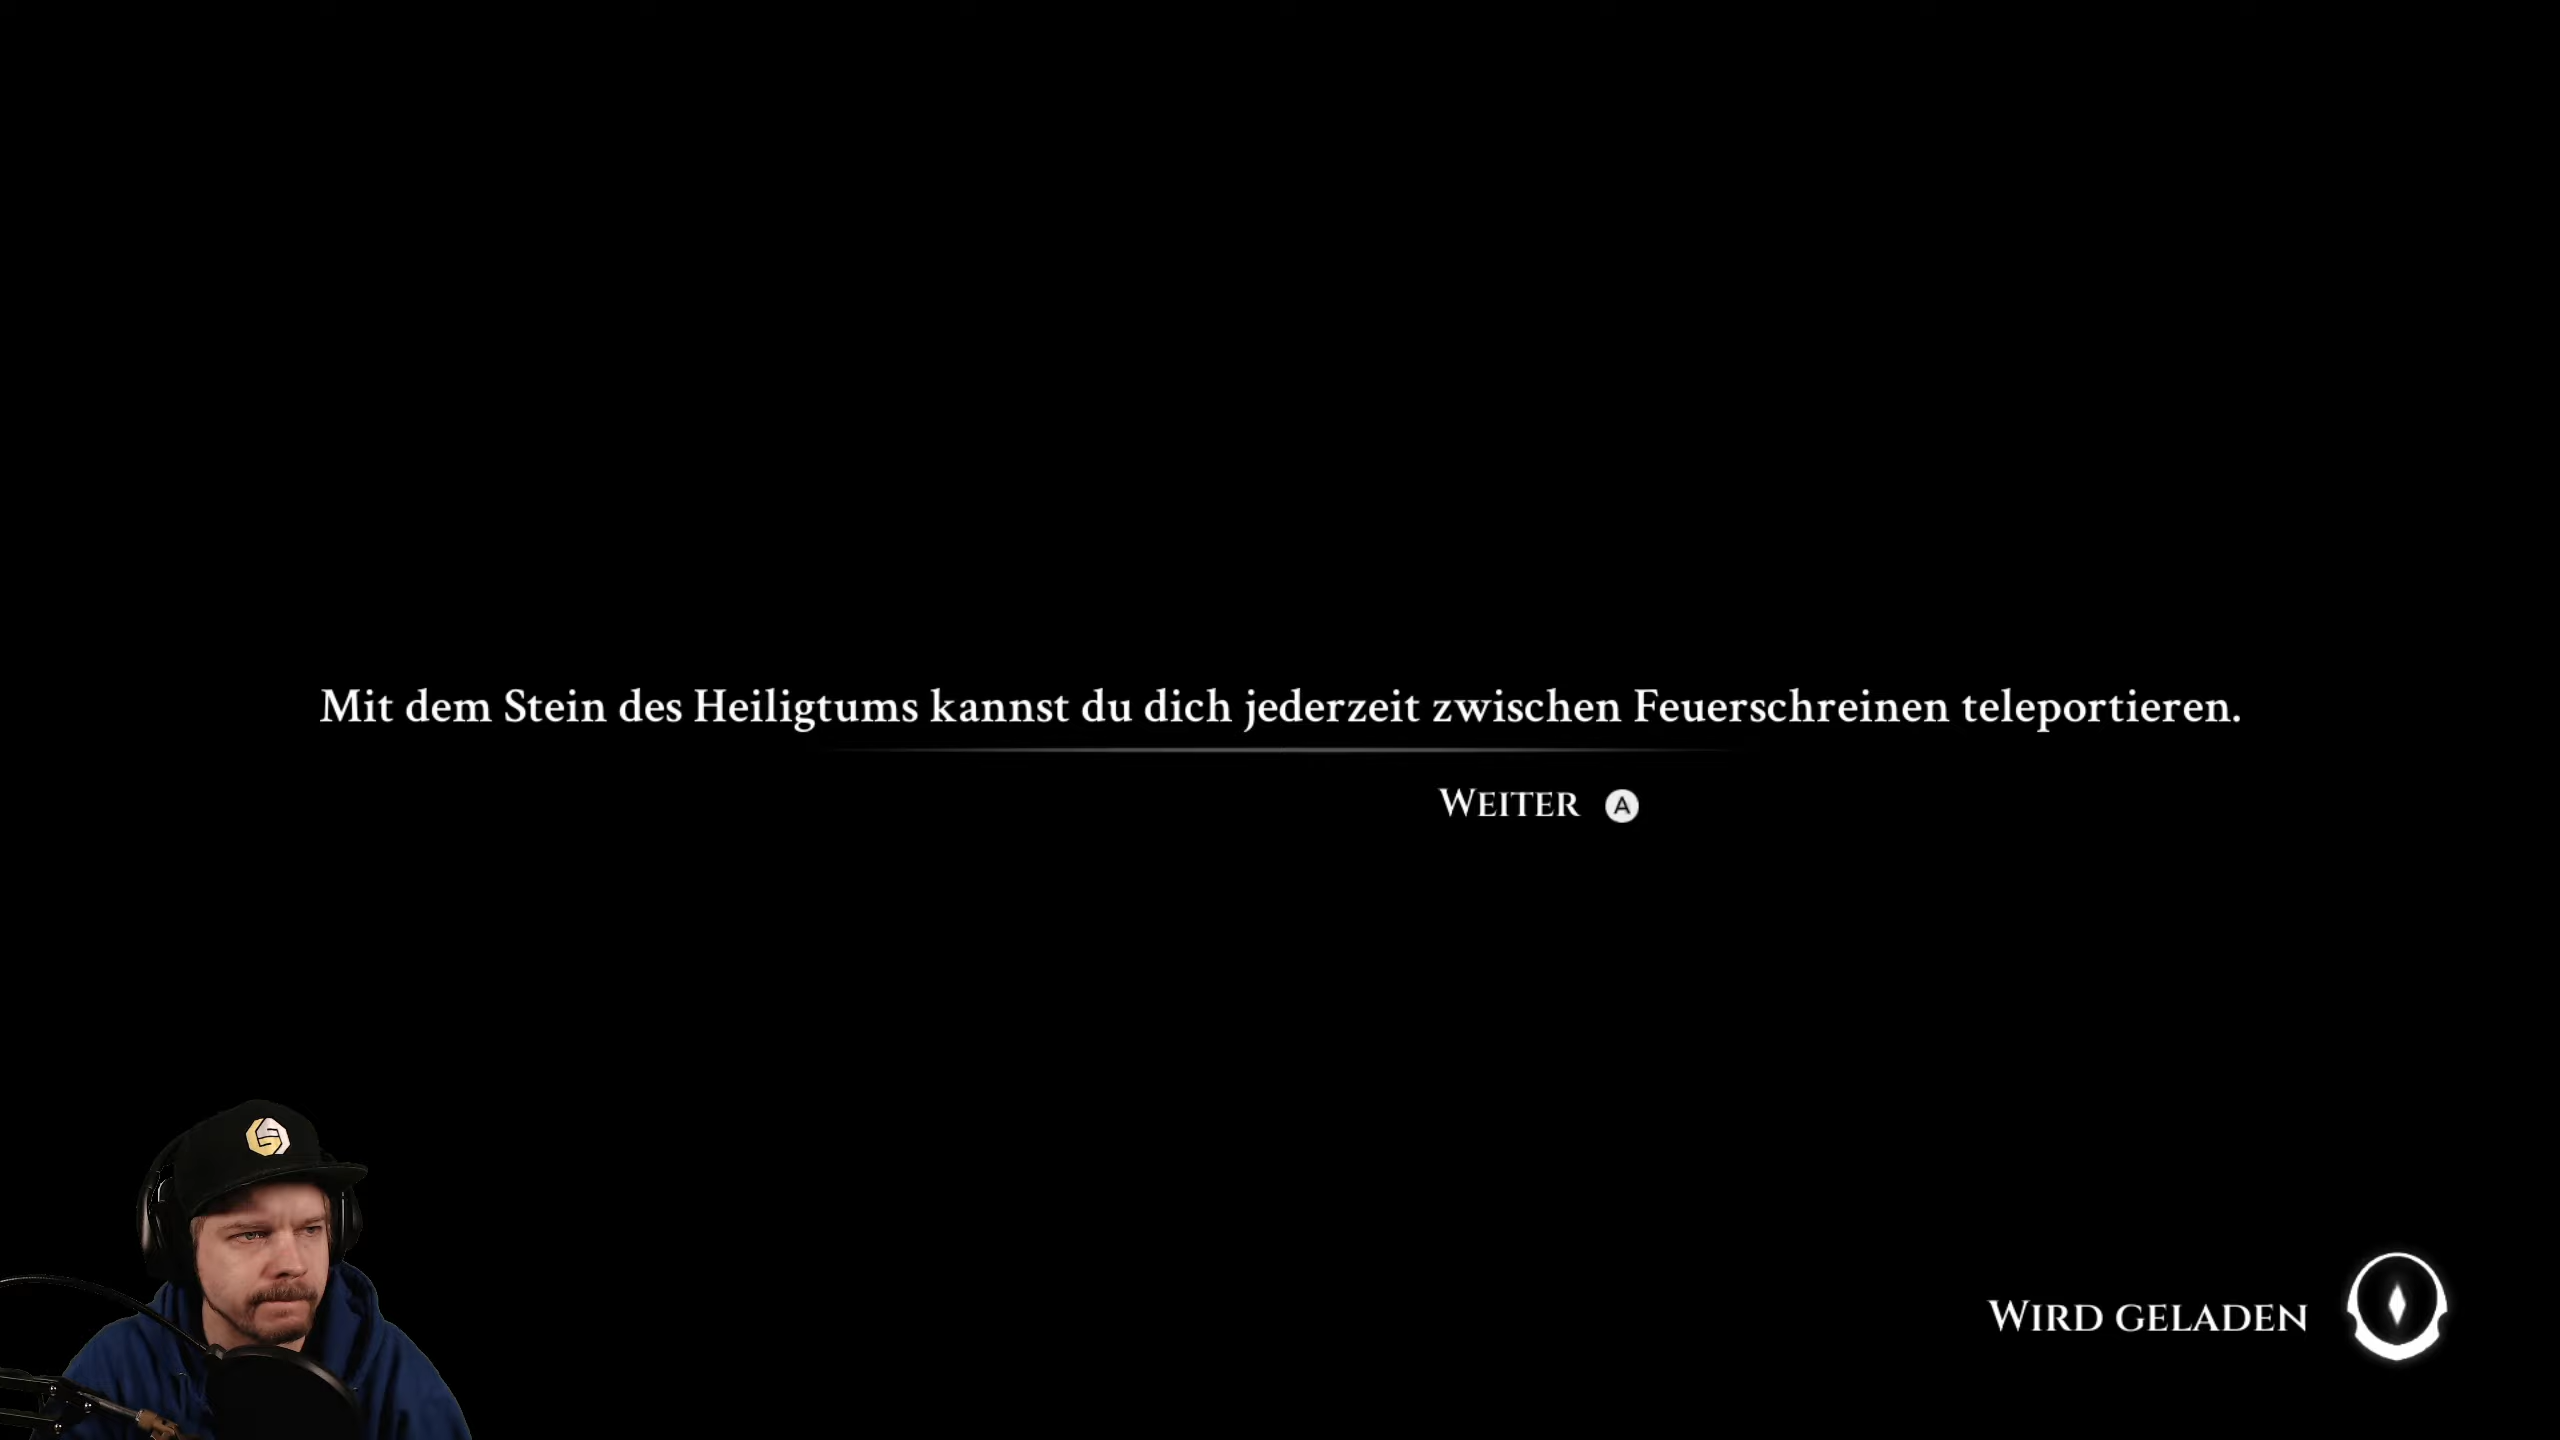 Mit dem Stein des Heiligtums kannst du dich jederzeit zwischen Feuerschreinen teleportieren.
WEITER A
WIRD GELADEN